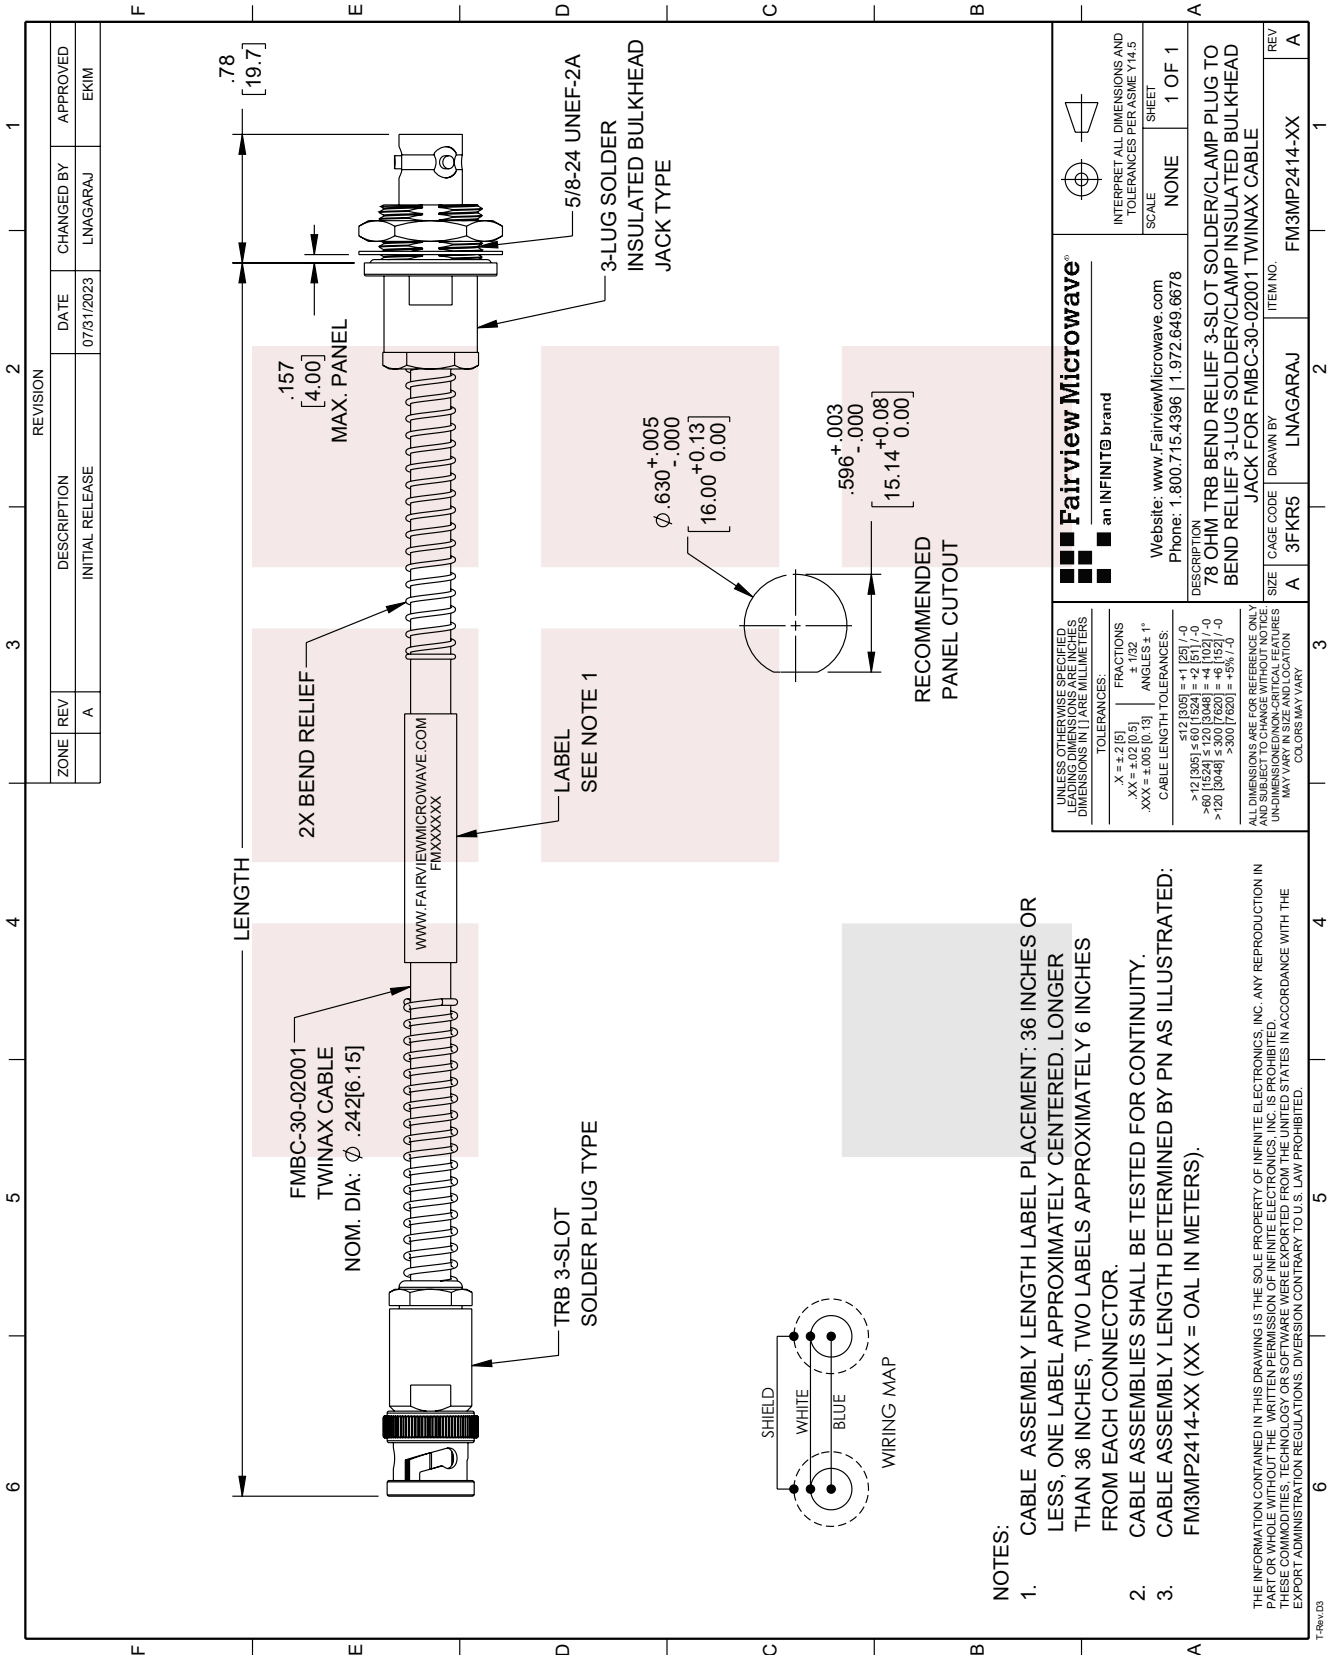 REVISION
ZONE REV DESCRIPTION DATE CHANGED BY APPROVED
A INITIAL RELEASE 07/31/2023 LNAGARAJ EKIM
6 5 4 3 2 1
F
E
D
C
B
A
LENGTH
.78
[19.7]
.157
[4.00]
MAX. PANEL
FMBC-30-02001
TWINAX CABLE
NOM. DIA: Ø .242[6.15]
2X BEND RELIEF
WWW.FAIRVIEWMICROWAVE.COM
FMXXXXXX
5/8-24 UNEF-2A
3-LUG SOLDER
INSULATED BULKHEAD
JACK TYPE
TRB 3-SLOT
SOLDER PLUG TYPE
LABEL
SEE NOTE 1
Ø.630 +.005 -.000
[16.00 +0.13 0.00]
.596 +.003 -.000
[15.14 +0.08 0.00]
RECOMMENDED
PANEL CUTOUT
SHIELD
WHITE
BLUE
WIRING MAP
NOTES:
1. CABLE ASSEMBLY LENGTH LABEL PLACEMENT: 36 INCHES OR
LESS, ONE LABEL APPROXIMATELY CENTERED. LONGER
THAN 36 INCHES, TWO LABELS APPROXIMATELY 6 INCHES
FROM EACH CONNECTOR.
2. CABLE ASSEMBLIES SHALL BE TESTED FOR CONTINUITY.
3. CABLE ASSEMBLY LENGTH DETERMINED BY PN AS ILLUSTRATED:
FM3MP2414-XX (XX = OAL IN METERS).
THE INFORMATION CONTAINED IN THIS DRAWING IS THE SOLE PROPERTY OF INFINITE ELECTRONICS, INC. ANY REPRODUCTION IN
PART OR WHOLE WITHOUT THE WRITTEN PERMISSION OF INFINITE ELECTRONICS, INC. IS PROHIBITED.
THESE COMMODITIES, TECHNOLOGY OR SOFTWARE WERE EXPORTED FROM THE UNITED STATES IN ACCORDANCE WITH THE
EXPORT ADMINISTRATION REGULATIONS. DIVERSION CONTRARY TO U.S. LAW PROHIBITED.
UNLESS OTHERWISE SPECIFIED
LEADING DIMENSIONS ARE INCHES
DIMENSIONS IN [ ] ARE MILLIMETERS
TOLERANCES:
.X = ±.2 [5] FRACTIONS
.XX = ±.02 [0.5] ± 1/32
.XXX = ±.005 [0.13] ANGLES ± 1°
CABLE LENGTH TOLERANCES:
≤12 [305] = +1 [25] / -0
>12 [305] ≤ 60 [1524] = +2 [51] / -0
>60 [1524] ≤ 120 [3048] = +4 [102] / -0
>120 [3048] ≤ 300 [7620] = +6 [152] / -0
>300 [7620] = +5% / -0
ALL DIMENSIONS ARE FOR REFERENCE ONLY
AND SUBJECT TO CHANGE WITHOUT NOTICE.
UN-DIMENSIONED/NON-CRITICAL FEATURES
MAY VARY IN SIZE AND LOCATION
COLORS MAY VARY
Fairview Microwave®
an INFINITE brand
Website: www.FairviewMicrowave.com
Phone: 1.800.715.4396 | 1.972.649.6678
INTERPRET ALL DIMENSIONS AND
TOLERANCES PER ASME Y14.5
SCALE NONE
SHEET 1 OF 1
DESCRIPTION
78 OHM TRB BEND RELIEF 3-SLOT SOLDER/CLAMP PLUG TO
BEND RELIEF 3-LUG SOLDER/CLAMP INSULATED BULKHEAD
JACK FOR FMBC-30-02001 TWINAX CABLE
SIZE A
CAGE CODE 3FKR5
DRAWN BY LNAGARAJ
ITEM NO. FM3MP2414-XX
REV A
6 5 4 3 2 1
F
E
D
C
B
A
T-Rev.D3